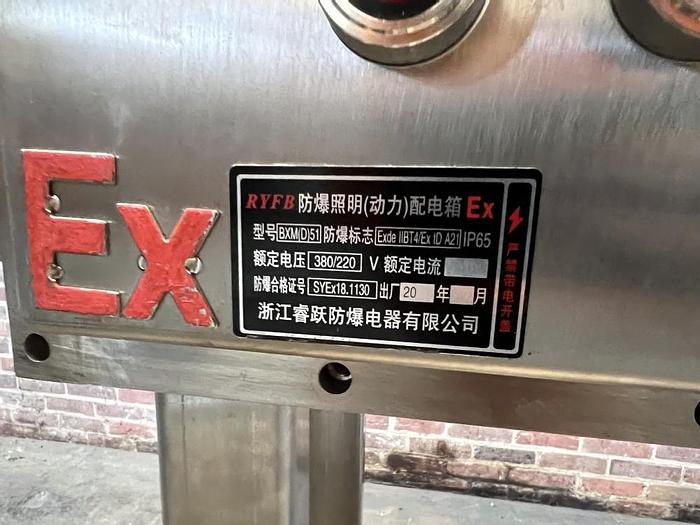 Ex
RYFB 防爆照明(动力)配电箱 Ex
型号 BXM(D)51 防爆标志 Exde IIBT4/Ex ID A21 IP65
额定电压 380/220 V 额定电流
防爆合格证号 SYEx18.1130 出厂 20 年 月
浙江睿跃防爆电器有限公司
严禁带电开盖